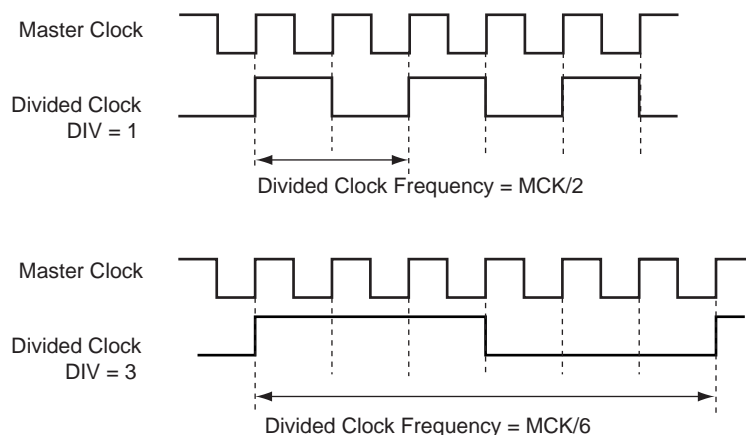 Master Clock
Divided Clock
DIV = 1
Divided Clock Frequency = MCK/2
Master Clock
Divided Clock
DIV = 3
Divided Clock Frequency = MCK/6